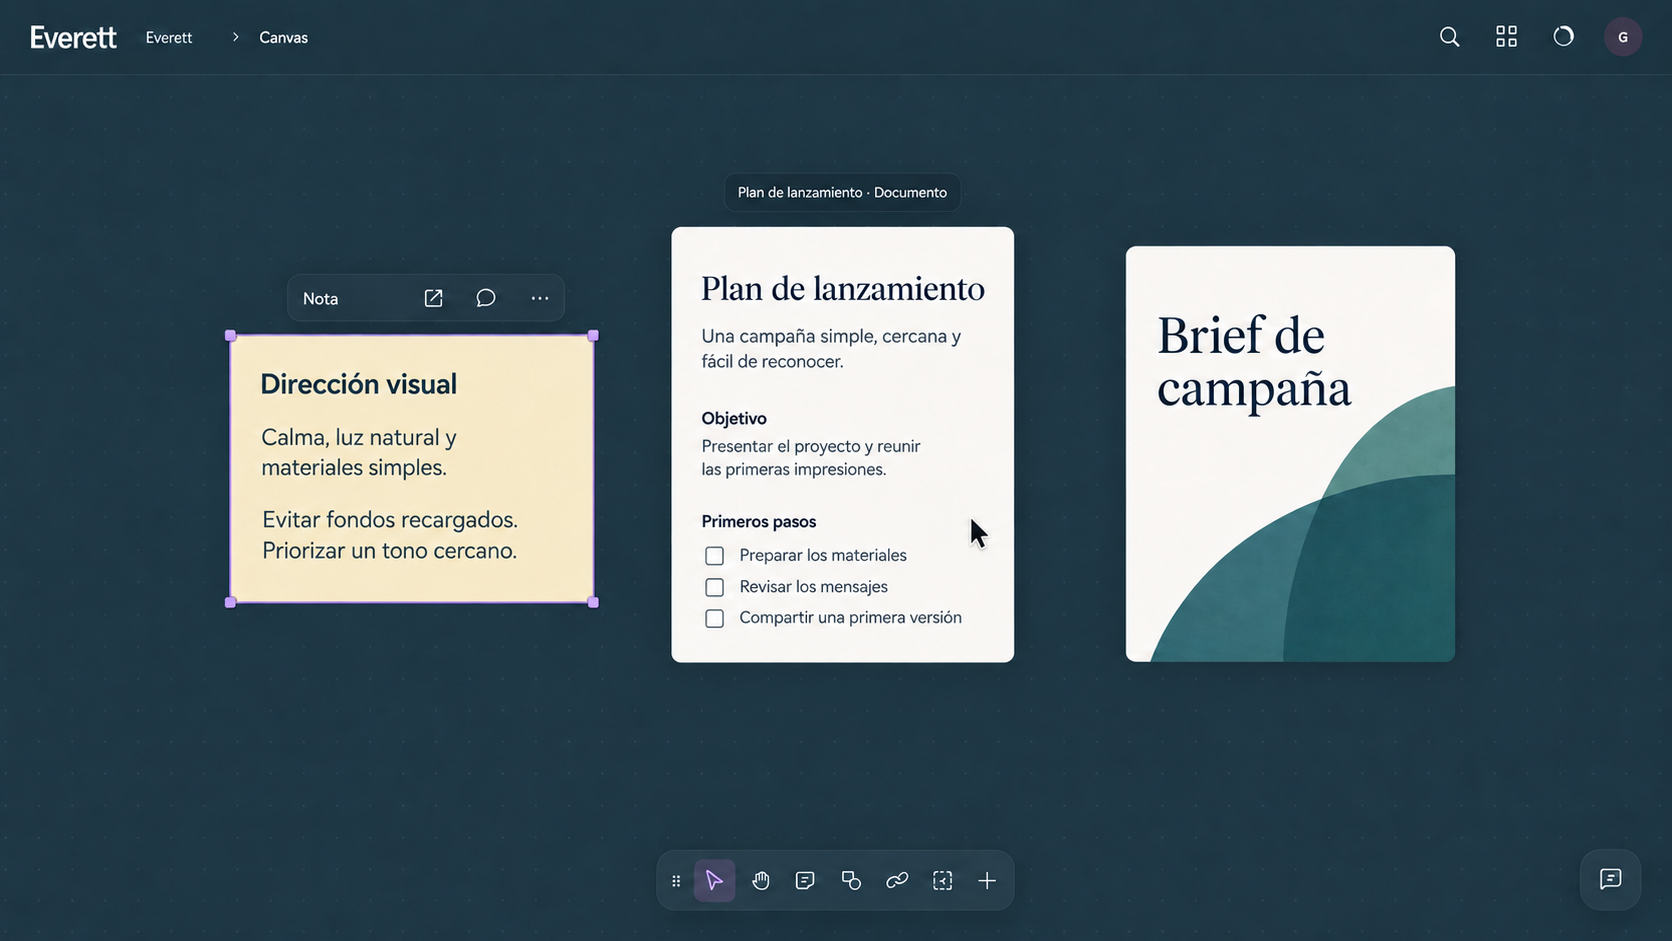 Everett
Everett > Canvas
G
Plan de lanzamiento · Documento
Nota
Dirección visual
Calma, luz natural y
materiales simples.
Evitar fondos recargados.
Priorizar un tono cercano.
Plan de lanzamiento
Una campaña simple, cercana y
fácil de reconocer.
Objetivo
Presentar el proyecto y reunir
las primeras impresiones.
Primeros pasos
Preparar los materiales
Revisar los mensajes
Compartir una primera versión
Brief de
campaña